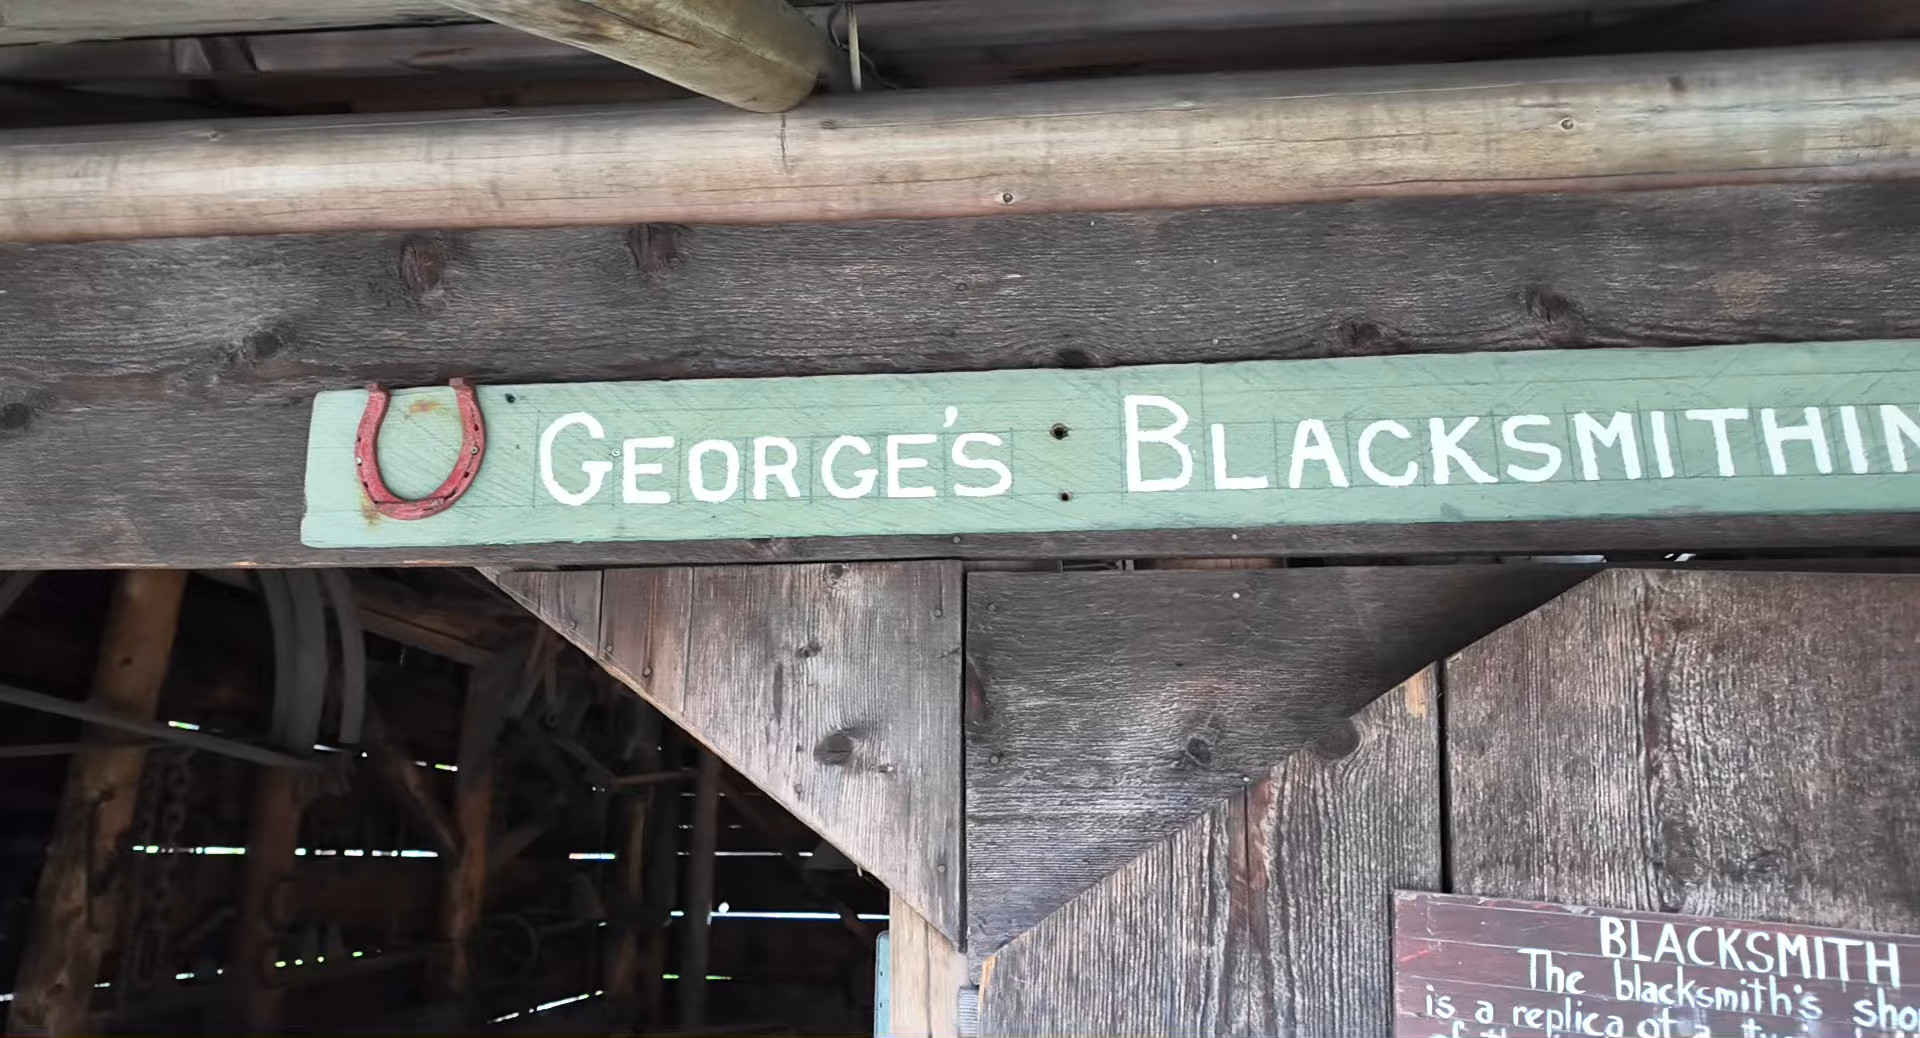 GEORGE'S BLACKSMITHIN
BLACKSMITH
The blacksmith's sho
is a replica of a